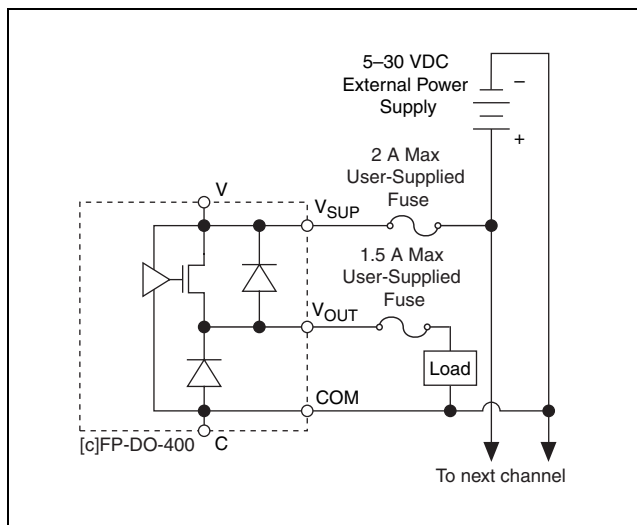 5–30 VDC
External Power
Supply
–
+
2 A Max
User-Supplied
Fuse
V
VSUP
1.5 A Max
User-Supplied
Fuse
VOUT
Load
COM
[c]FP-DO-400
C
To next channel